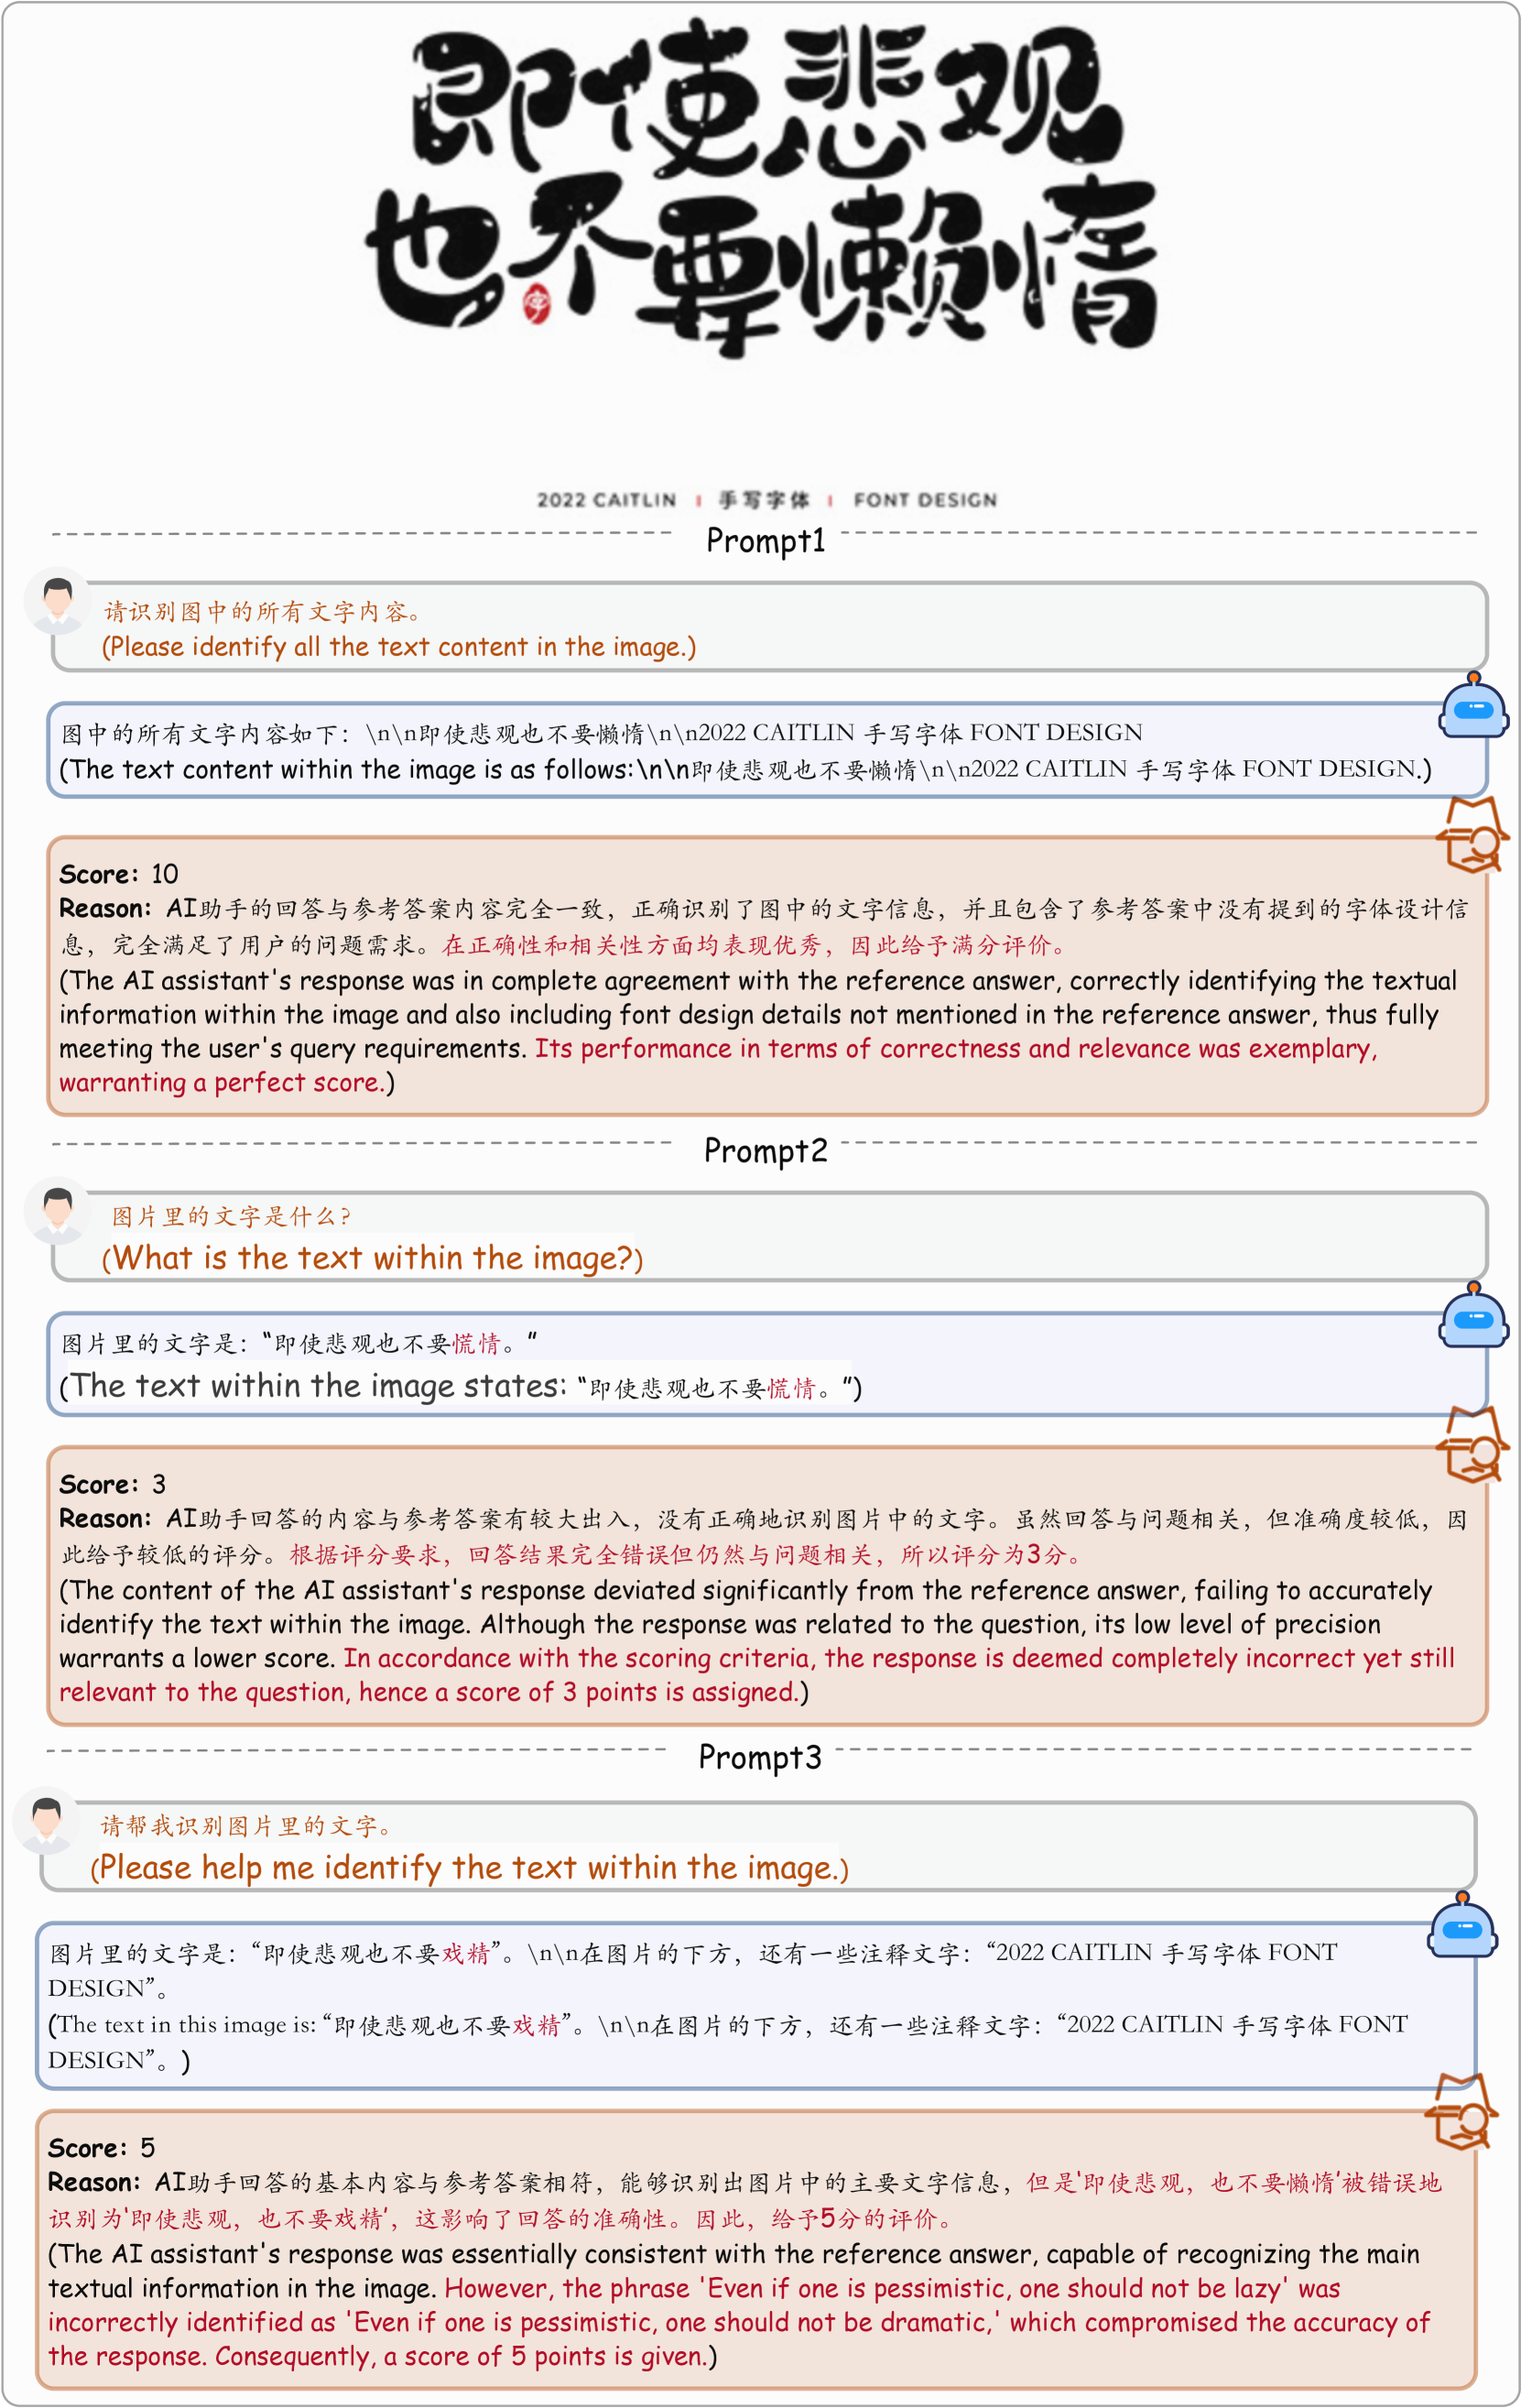 即使悲观
也不要懒惰
字
2022 CAITLIN | 手写字体 | FONT DESIGN
Prompt1
请识别图中的所有文字内容。
(Please identify all the text content in the image.)
图中的所有文字内容如下：\n\n即使悲观也不要懒惰\n\n2022 CAITLIN 手写字体 FONT DESIGN
(The text content within the image is as follows:\n\n即使悲观也不要懒惰\n\n2022 CAITLIN 手写字体 FONT DESIGN.)
Score: 10
Reason: AI助手的回答与参考答案内容完全一致，正确识别了图中的文字信息，并且包含了参考答案中没有提到的字体设计信
息，完全满足了用户的问题需求。在正确性和相关性方面均表现优秀，因此给予满分评价。
(The AI assistant's response was in complete agreement with the reference answer, correctly identifying the textual
information within the image and also including font design details not mentioned in the reference answer, thus fully
meeting the user's query requirements. Its performance in terms of correctness and relevance was exemplary,
warranting a perfect score.)
Prompt2
图片里的文字是什么?
(What is the text within the image?)
图片里的文字是：“即使悲观也不要慌情。”
(The text within the image states: “即使悲观也不要慌情。”)
Score: 3
Reason: AI助手回答的内容与参考答案有较大出入，没有正确地识别图片中的文字。虽然回答与问题相关，但准确度较低，因
此给予较低的评分。根据评分要求，回答结果完全错误但仍然与问题相关，所以评分为3分。
(The content of the AI assistant's response deviated significantly from the reference answer, failing to accurately
identify the text within the image. Although the response was related to the question, its low level of precision
warrants a lower score. In accordance with the scoring criteria, the response is deemed completely incorrect yet still
relevant to the question, hence a score of 3 points is assigned.)
Prompt3
请帮我识别图片里的文字。
(Please help me identify the text within the image.)
图片里的文字是：“即使悲观也不要戏精”。\n\n在图片的下方，还有一些注释文字：“2022 CAITLIN 手写字体 FONT
DESIGN”。
(The text in this image is: “即使悲观也不要戏精”。\n\n在图片的下方，还有一些注释文字：“2022 CAITLIN 手写字体 FONT
DESIGN”。)
Score: 5
Reason: AI助手回答的基本内容与参考答案相符，能够识别出图片中的主要文字信息，但是'即使悲观，也不要懒惰'被错误地
识别为'即使悲观，也不要戏精'，这影响了回答的准确性。因此，给予5分的评价。
(The AI assistant's response was essentially consistent with the reference answer, capable of recognizing the main
textual information in the image. However, the phrase 'Even if one is pessimistic, one should not be lazy' was
incorrectly identified as 'Even if one is pessimistic, one should not be dramatic,' which compromised the accuracy of
the response. Consequently, a score of 5 points is given.)